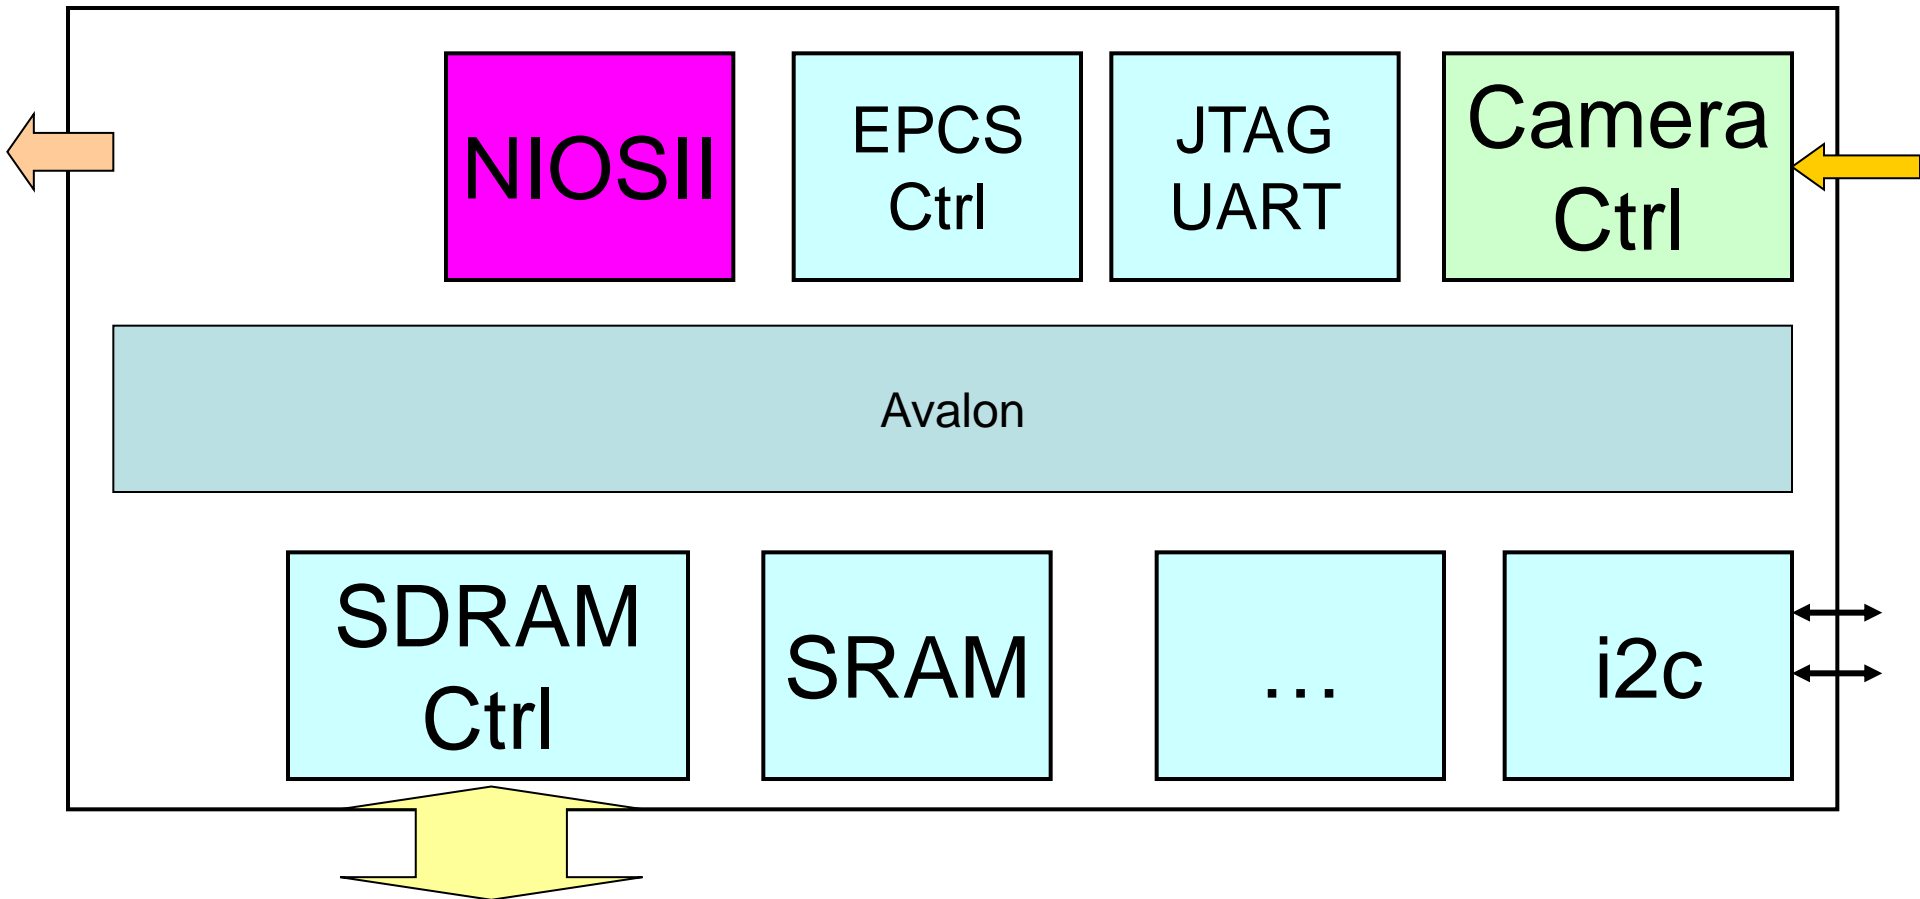 NIOSII
EPCS
Ctrl
JTAG
UART
Camera
Ctrl
Avalon
SDRAM
Ctrl
SRAM
...
i2c